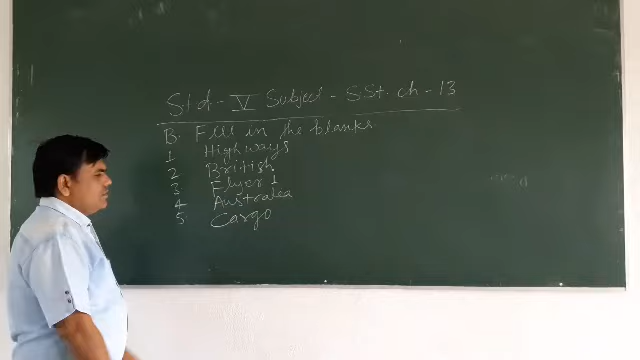 Std - V Subject - S.St. ch - 13
B. Fill in the blanks.
1 Highways
2 British
3 Flyer 1
4 Australea
5. Cargo